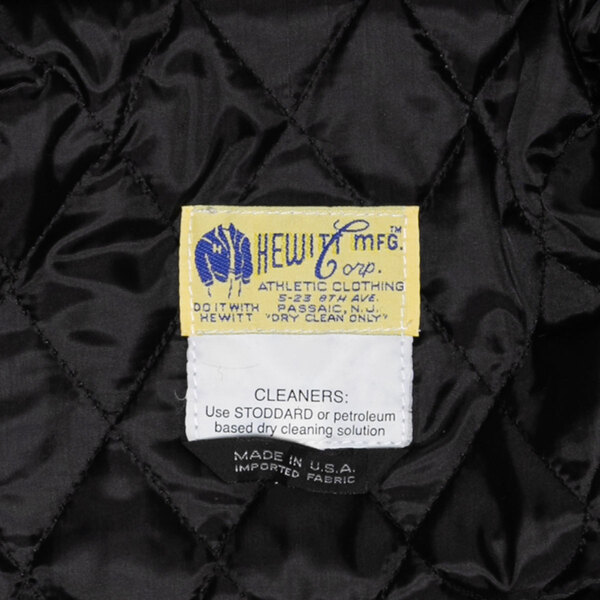 HEWITT MFG.™
Corp.
ATHLETIC CLOTHING
5-23 8TH AVE.
DO IT WITH PASSAIC, N.J.
HEWITT "DRY CLEAN ONLY"
CLEANERS:
Use STODDARD or petroleum
based dry cleaning solution
MADE IN U.S.A.
IMPORTED FABRIC